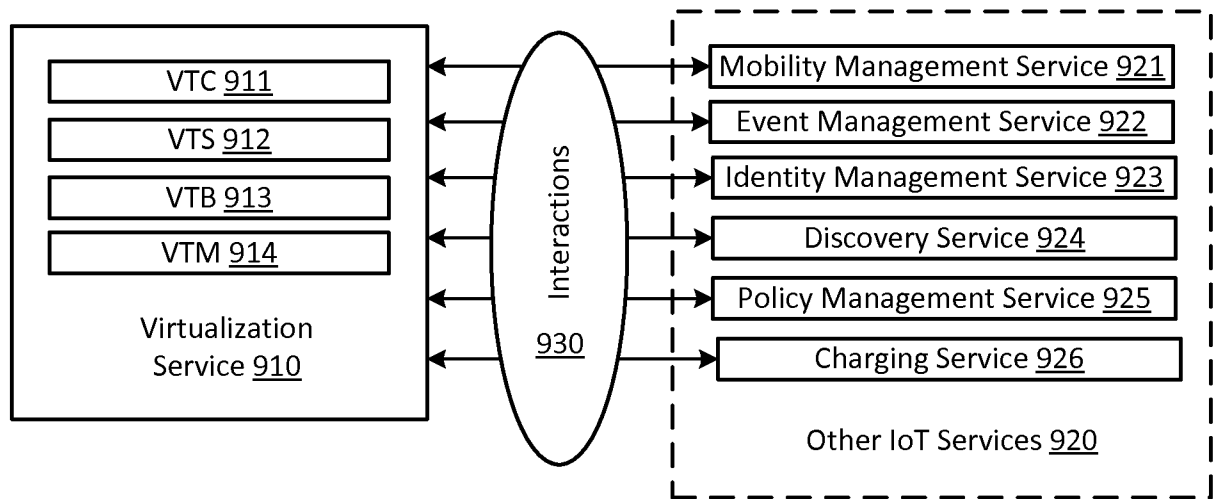 VTC 911
VTS 912
VTB 913
VTM 914
Virtualization
Service 910
Interactions
930
Mobility Management Service 921
Event Management Service 922
Identity Management Service 923
Discovery Service 924
Policy Management Service 925
Charging Service 926
Other IoT Services 920